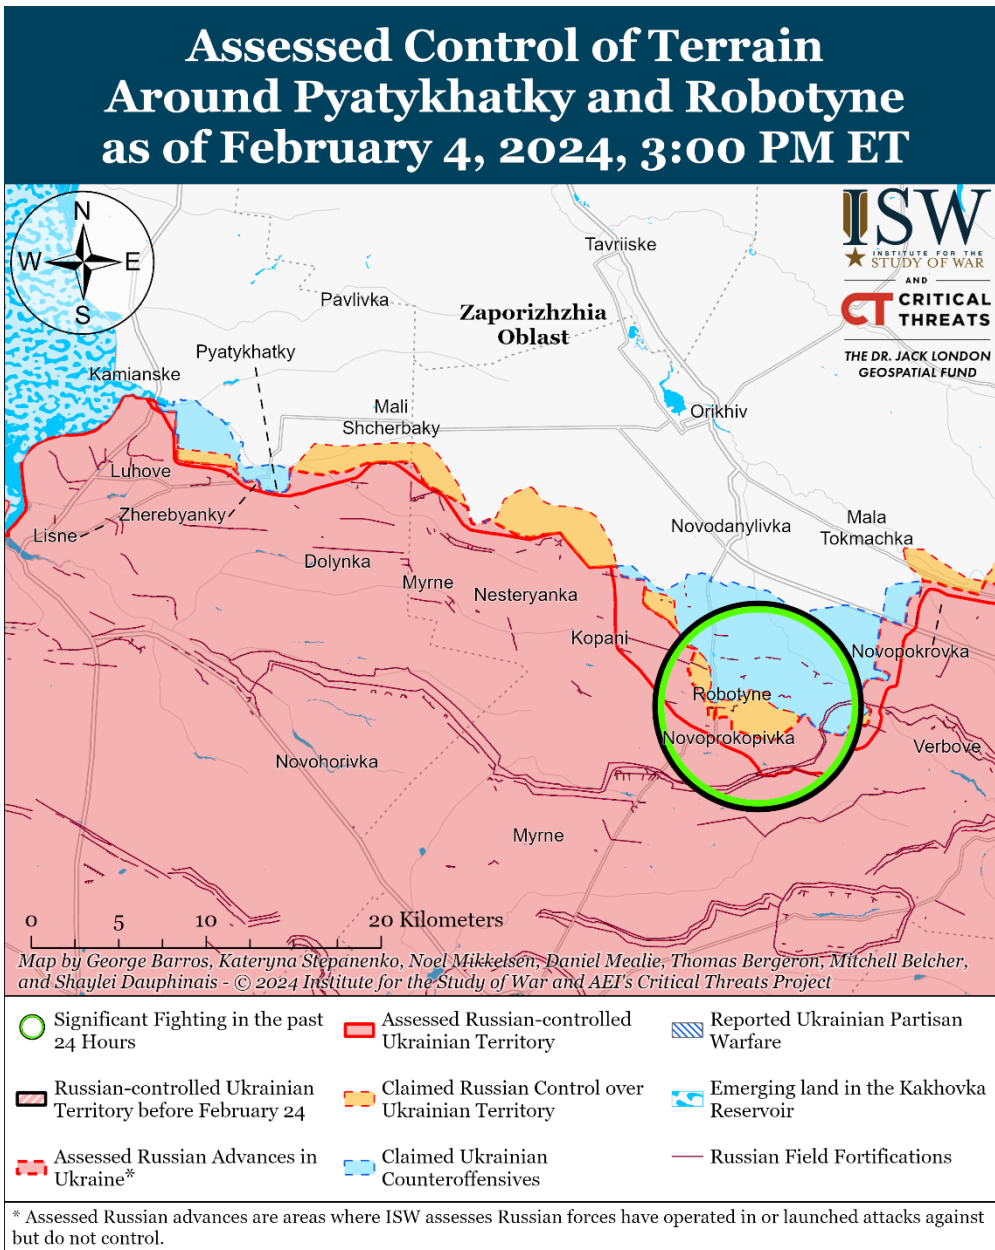 Assessed Control of Terrain
Around Pyatykhatky and Robotyne
as of February 4, 2024, 3:00 PM ET
N
W E
S
ISW
INSTITUTE FOR THE
STUDY OF WAR
AND
CT CRITICAL
THREATS
THE DR. JACK LONDON
GEOSPATIAL FUND
Tavriiske
Pavlivka
Zaporizhzhia
Oblast
Pyatykhatky
Kamianske
Mali
Shcherbaky
Orikhiv
Luhove
Zherebyanky
Lisne
Novodanylivka
Mala
Tokmachka
Dolynka
Myrne
Nesteryanka
Kopani
Novopokrovka
Robotyne
Novoprokopivka
Verbove
Novohorivka
Myrne
0 5 10 20 Kilometers
Map by George Barros, Kateryna Stepanenko, Noel Mikkelsen, Daniel Mealie, Thomas Bergeron, Mitchell Belcher,
and Shaylei Dauphinais - © 2024 Institute for the Study of War and AEI's Critical Threats Project
Significant Fighting in the past
24 Hours
Russian-controlled Ukrainian
Territory before February 24
Assessed Russian Advances in
Ukraine*
Assessed Russian-controlled
Ukrainian Territory
Claimed Russian Control over
Ukrainian Territory
Claimed Ukrainian
Counteroffensives
Reported Ukrainian Partisan
Warfare
Emerging land in the Kakhovka
Reservoir
Russian Field Fortifications
* Assessed Russian advances are areas where ISW assesses Russian forces have operated in or launched attacks against
but do not control.